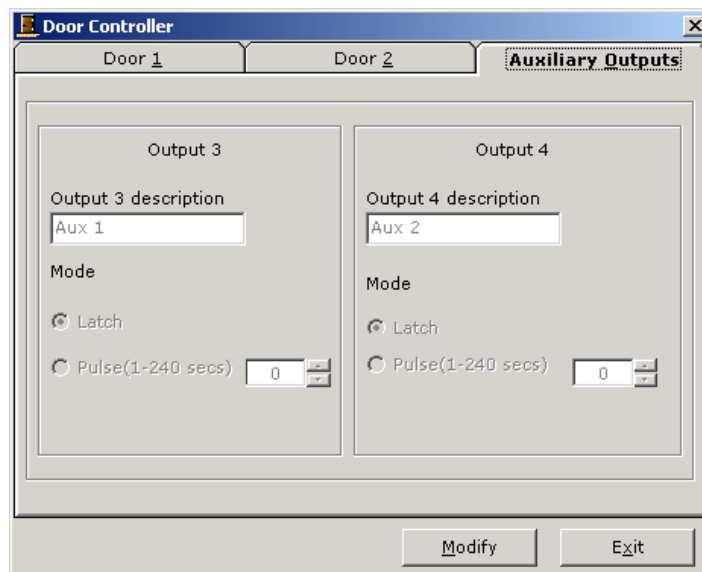 Door Controller
Door 1
Door 2
Auxiliary Outputs
Output 3
Output 3 description
Aux 1
Mode
Latch
Pulse(1-240 secs)
0
Output 4
Output 4 description
Aux 2
Mode
Latch
Pulse(1-240 secs)
0
Modify
Exit